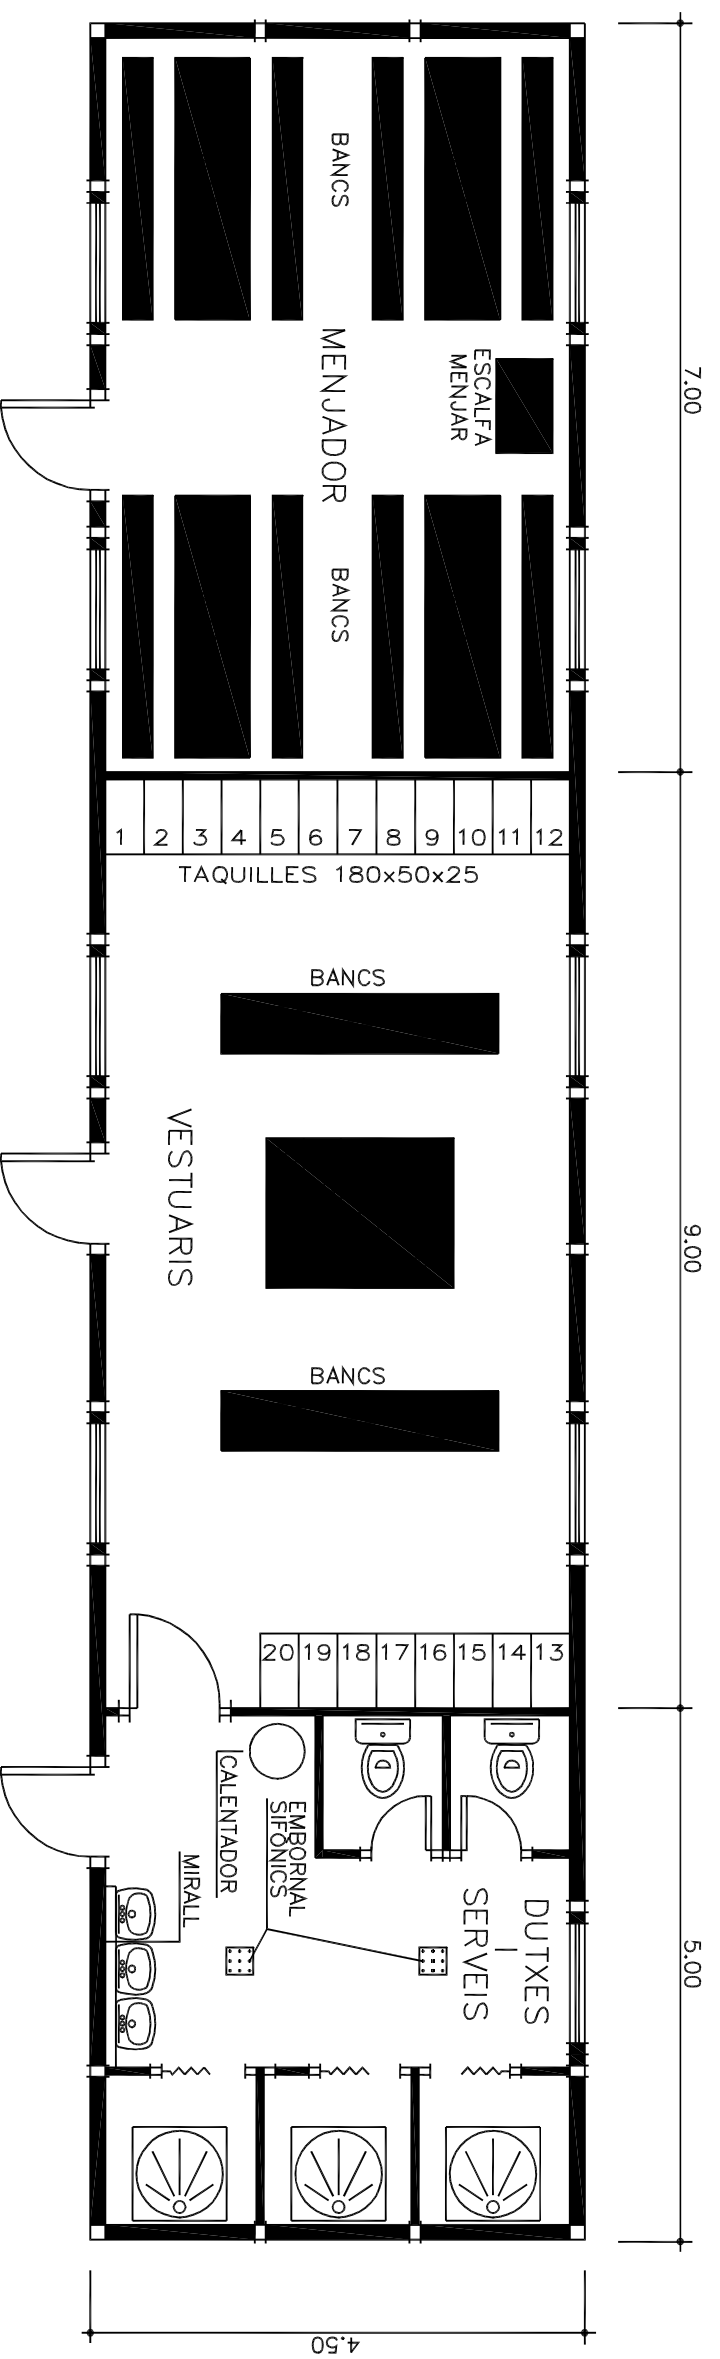 BANCS
MENJADOR
ESCALFA
MENJAR
7.00
BANCS
1 2 3 4 5 6 7 8 9 10 11 12
TAQUILLES 180x50x25
BANCS
VESTUARIS
9.00
BANCS
20 19 18 17 16 15 14 13
CALENTADOR
EMBORNAL
SIFÒNICS
MIRALL
DUTXES
I
SERVEIS
5.00
4.50